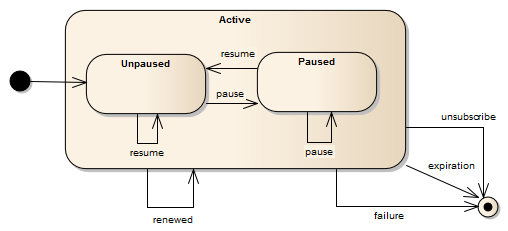 Active
resume
Unpaused
Paused
pause
unsubscribe
resume
pause
expiration
renewed
failure